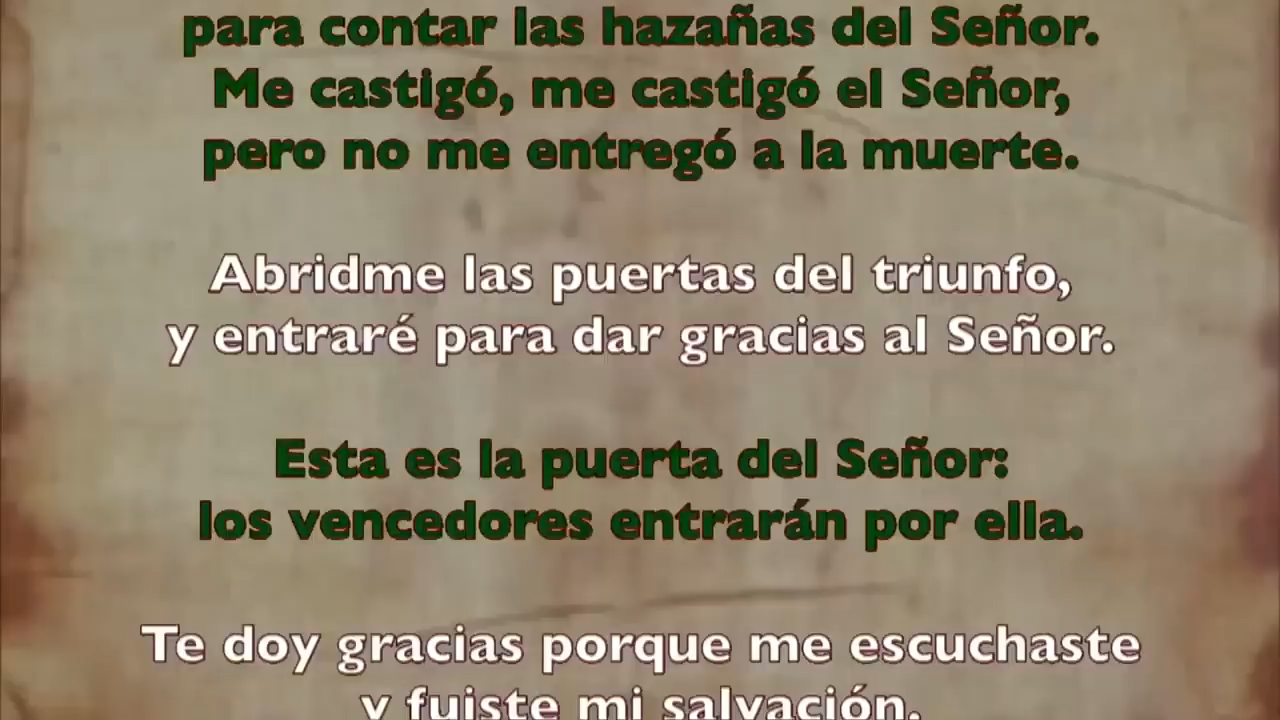 para contar las hazañas del Señor.
Me castigó, me castigó el Señor,
pero no me entregó a la muerte.
Abridme las puertas del triunfo,
y entraré para dar gracias al Señor.
Esta es la puerta del Señor:
los vencedores entrarán por ella.
Te doy gracias porque me escuchaste
y fuiste mi salvación.